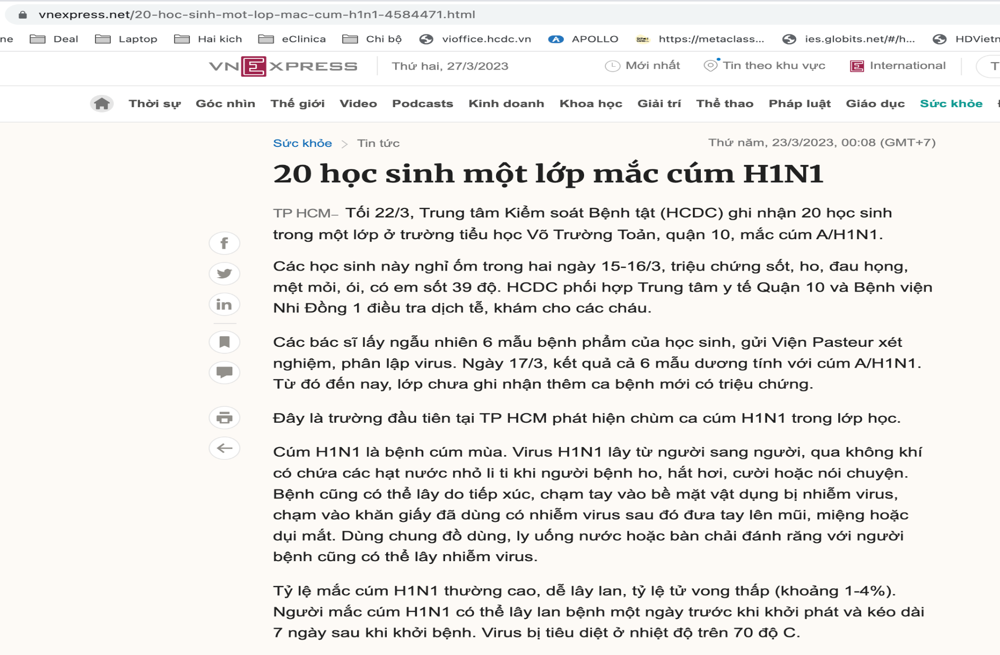 vnexpress.net/20-hoc-sinh-mot-lop-mac-cum-h1n1-4584471.html
ne Deal Laptop Hai kich eClinica Chi bộ vioffice.hcdc.vn APOLLO https://metaclass... ies.globits.net/#/h... HDVietn
VNEXPRESS Thứ hai, 27/3/2023 Mới nhất Tin theo khu vực International T
Thời sự Góc nhìn Thế giới Video Podcasts Kinh doanh Khoa học Giải trí Thể thao Pháp luật Giáo dục Sức khỏe
Sức khỏe > Tin tức Thứ năm, 23/3/2023, 00:08 (GMT+7)
20 học sinh một lớp mắc cúm H1N1
TP HCM– Tối 22/3, Trung tâm Kiểm soát Bệnh tật (HCDC) ghi nhận 20 học sinh
trong một lớp ở trường tiểu học Võ Trường Toản, quận 10, mắc cúm A/H1N1.
Các học sinh này nghỉ ốm trong hai ngày 15-16/3, triệu chứng sốt, ho, đau họng,
mệt mỏi, ói, có em sốt 39 độ. HCDC phối hợp Trung tâm y tế Quận 10 và Bệnh viện
Nhi Đồng 1 điều tra dịch tễ, khám cho các cháu.
Các bác sĩ lấy ngẫu nhiên 6 mẫu bệnh phẩm của học sinh, gửi Viện Pasteur xét
nghiệm, phân lập virus. Ngày 17/3, kết quả cả 6 mẫu dương tính với cúm A/H1N1.
Từ đó đến nay, lớp chưa ghi nhận thêm ca bệnh mới có triệu chứng.
Đây là trường đầu tiên tại TP HCM phát hiện chùm ca cúm H1N1 trong lớp học.
Cúm H1N1 là bệnh cúm mùa. Virus H1N1 lây từ người sang người, qua không khí
có chứa các hạt nước nhỏ li ti khi người bệnh ho, hắt hơi, cười hoặc nói chuyện.
Bệnh cũng có thể lây do tiếp xúc, chạm tay vào bề mặt vật dụng bị nhiễm virus,
chạm vào khăn giấy đã dùng có nhiễm virus sau đó đưa tay lên mũi, miệng hoặc
dụi mắt. Dùng chung đồ dùng, ly uống nước hoặc bàn chải đánh răng với người
bệnh cũng có thể lây nhiễm virus.
Tỷ lệ mắc cúm H1N1 thường cao, dễ lây lan, tỷ lệ tử vong thấp (khoảng 1-4%).
Người mắc cúm H1N1 có thể lây lan bệnh một ngày trước khi khởi phát và kéo dài
7 ngày sau khi khởi bệnh. Virus bị tiêu diệt ở nhiệt độ trên 70 độ C.